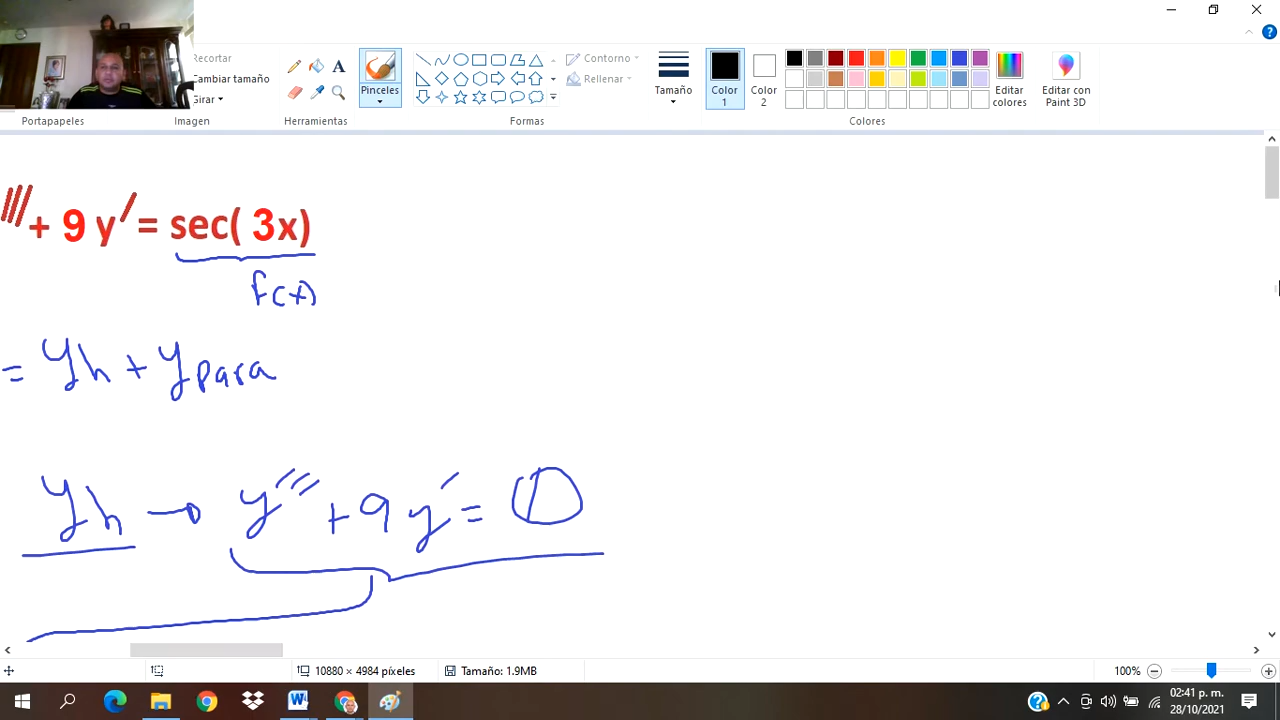 Recortar
Cambiar tamaño
Girar
Portapapeles
Imagen
Herramientas
A
Pinceles
Formas
Contorno
Rellenar
Tamaño
Color 1
Color 2
Colores
Editar colores
Editar con Paint 3D
''' + 9 y' = sec( 3x)
f(x)
= yh + ypara
yh → y''' + 9 y' = 0
10880 × 4984 píxeles
Tamaño: 1.9MB
100%
02:41 p. m.
28/10/2021